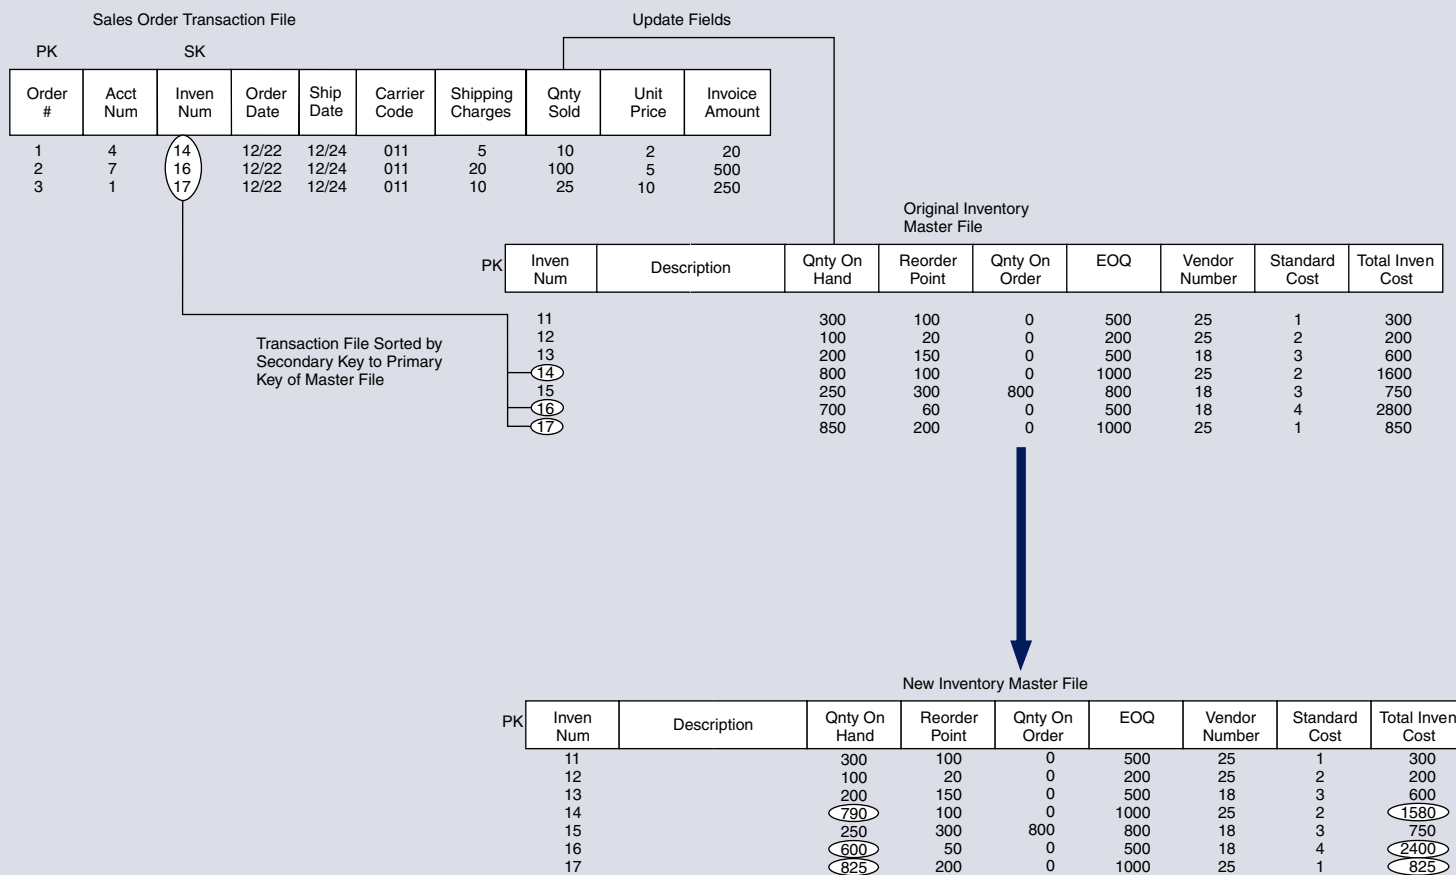 Sales Order Transaction File
Update Fields
PK SK
Order # Acct Num Inven Num Order Date Ship Date Carrier Code Shipping Charges Qnty Sold Unit Price Invoice Amount
1 4 14 12/22 12/24 011 5 10 2 20
2 7 16 12/22 12/24 011 20 100 5 500
3 1 17 12/22 12/24 011 10 25 10 250
Original Inventory
Master File
PK Inven Num Description Qnty On Hand Reorder Point Qnty On Order EOQ Vendor Number Standard Cost Total Inven Cost
11 300 100 0 500 25 1 300
12 100 20 0 200 25 2 200
13 200 150 0 500 18 3 600
14 800 100 0 1000 25 2 1600
15 250 300 800 800 18 3 750
16 700 60 0 500 18 4 2800
17 850 200 0 1000 25 1 850
Transaction File Sorted by
Secondary Key to Primary
Key of Master File
New Inventory Master File
PK Inven Num Description Qnty On Hand Reorder Point Qnty On Order EOQ Vendor Number Standard Cost Total Inven Cost
11 300 100 0 500 25 1 300
12 100 20 0 200 25 2 200
13 200 150 0 500 18 3 600
14 790 100 0 1000 25 2 1580
15 250 300 800 800 18 3 750
16 600 50 0 500 18 4 2400
17 825 200 0 1000 25 1 825